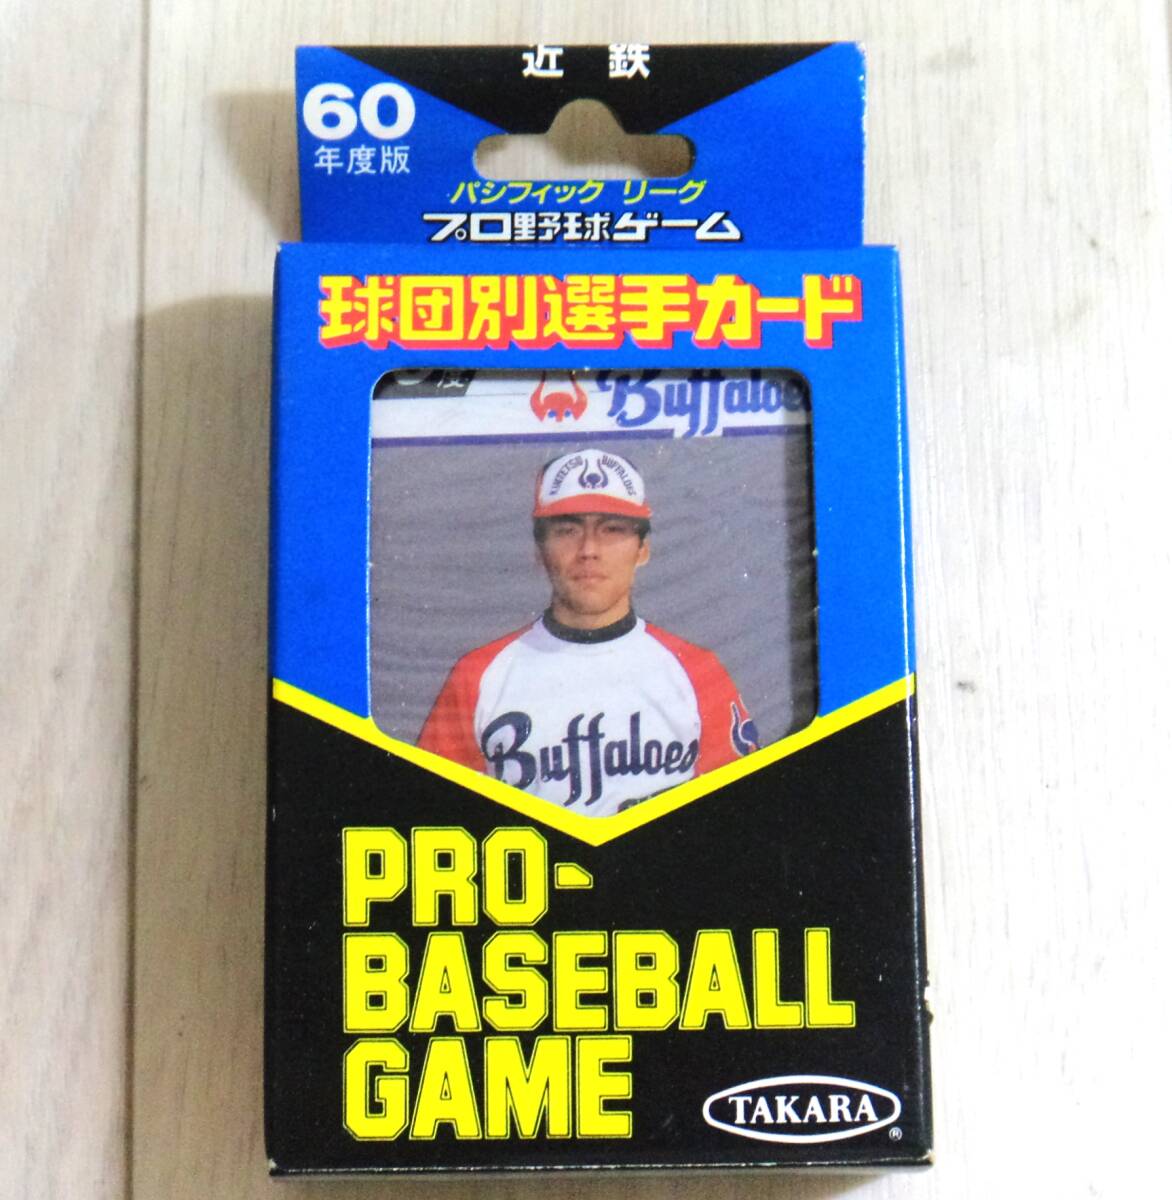 近鉄
60
年度版
パシフィック リーグ
プロ野球ゲーム
球団別選手カード
度
Buffaloes
KINTETSU BUFFALOES
Buffaloes
PRO-
BASEBALL
GAME
TAKARA
®